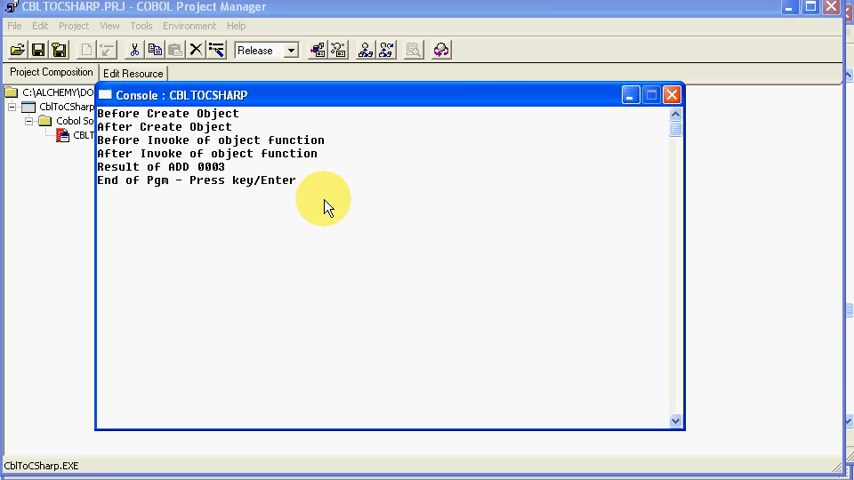 CBLTOCSHARP.PRJ - COBOL Project Manager
File Edit Project View Tools Environment Help
Release
Project Composition Edit Resource
C:\ALCHEMY\DO
CblToCSharp
Cobol So
CBLT
Console : CBLTOCSHARP
Before Create Object
After Create Object
Before Invoke of object function
After Invoke of object function
Result of ADD 0003
End of Pgm - Press key/Enter
CblToCSharp.EXE